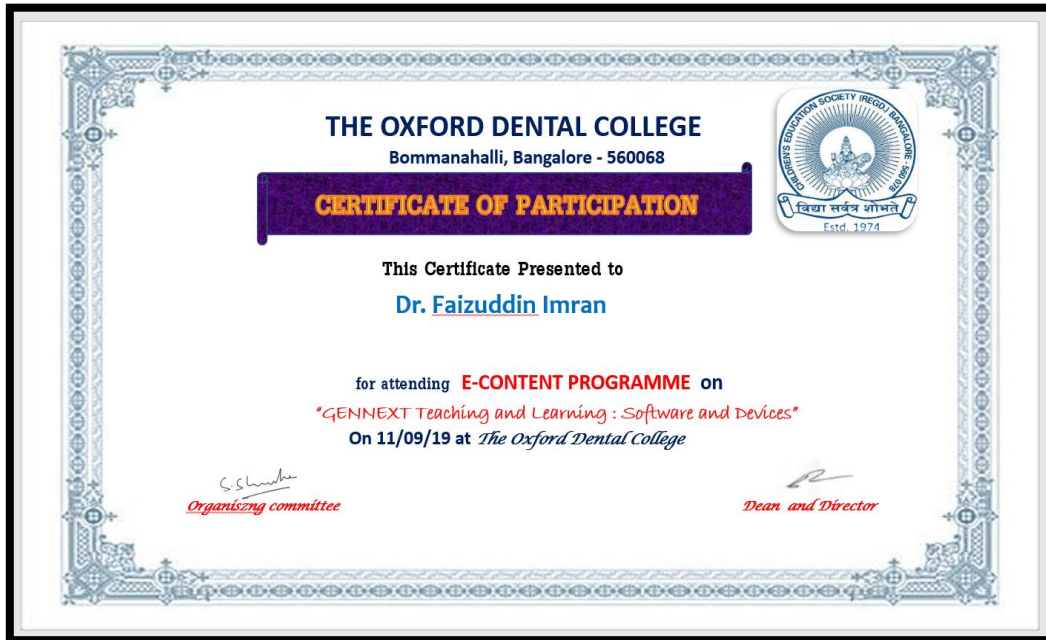 THE OXFORD DENTAL COLLEGE
Bommanahalli, Bangalore - 560068
CHILDREN'S EDUCATION SOCIETY (REGD.) BANGALORE - 560 078
विद्या सर्वत्र शोभते
Estd. 1974
CERTIFICATE OF PARTICIPATION
This Certificate Presented to
Dr. Faizuddin Imran
for attending E-CONTENT PROGRAMME on
"GENNEXT Teaching and Learning : Software and Devices"
On 11/09/19 at The Oxford Dental College
Organiszng committee
Dean and Director